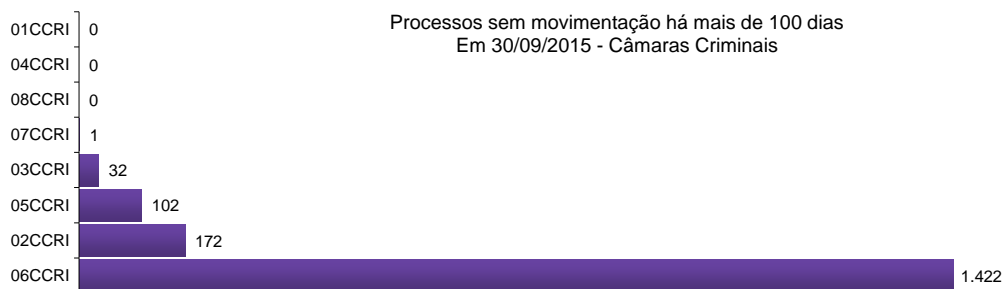 Processos sem movimentação há mais de 100 dias
Em 30/09/2015 - Câmaras Criminais
01CCRI 0
04CCRI 0
08CCRI 0
07CCRI 1
03CCRI 32
05CCRI 102
02CCRI 172
06CCRI 1.422